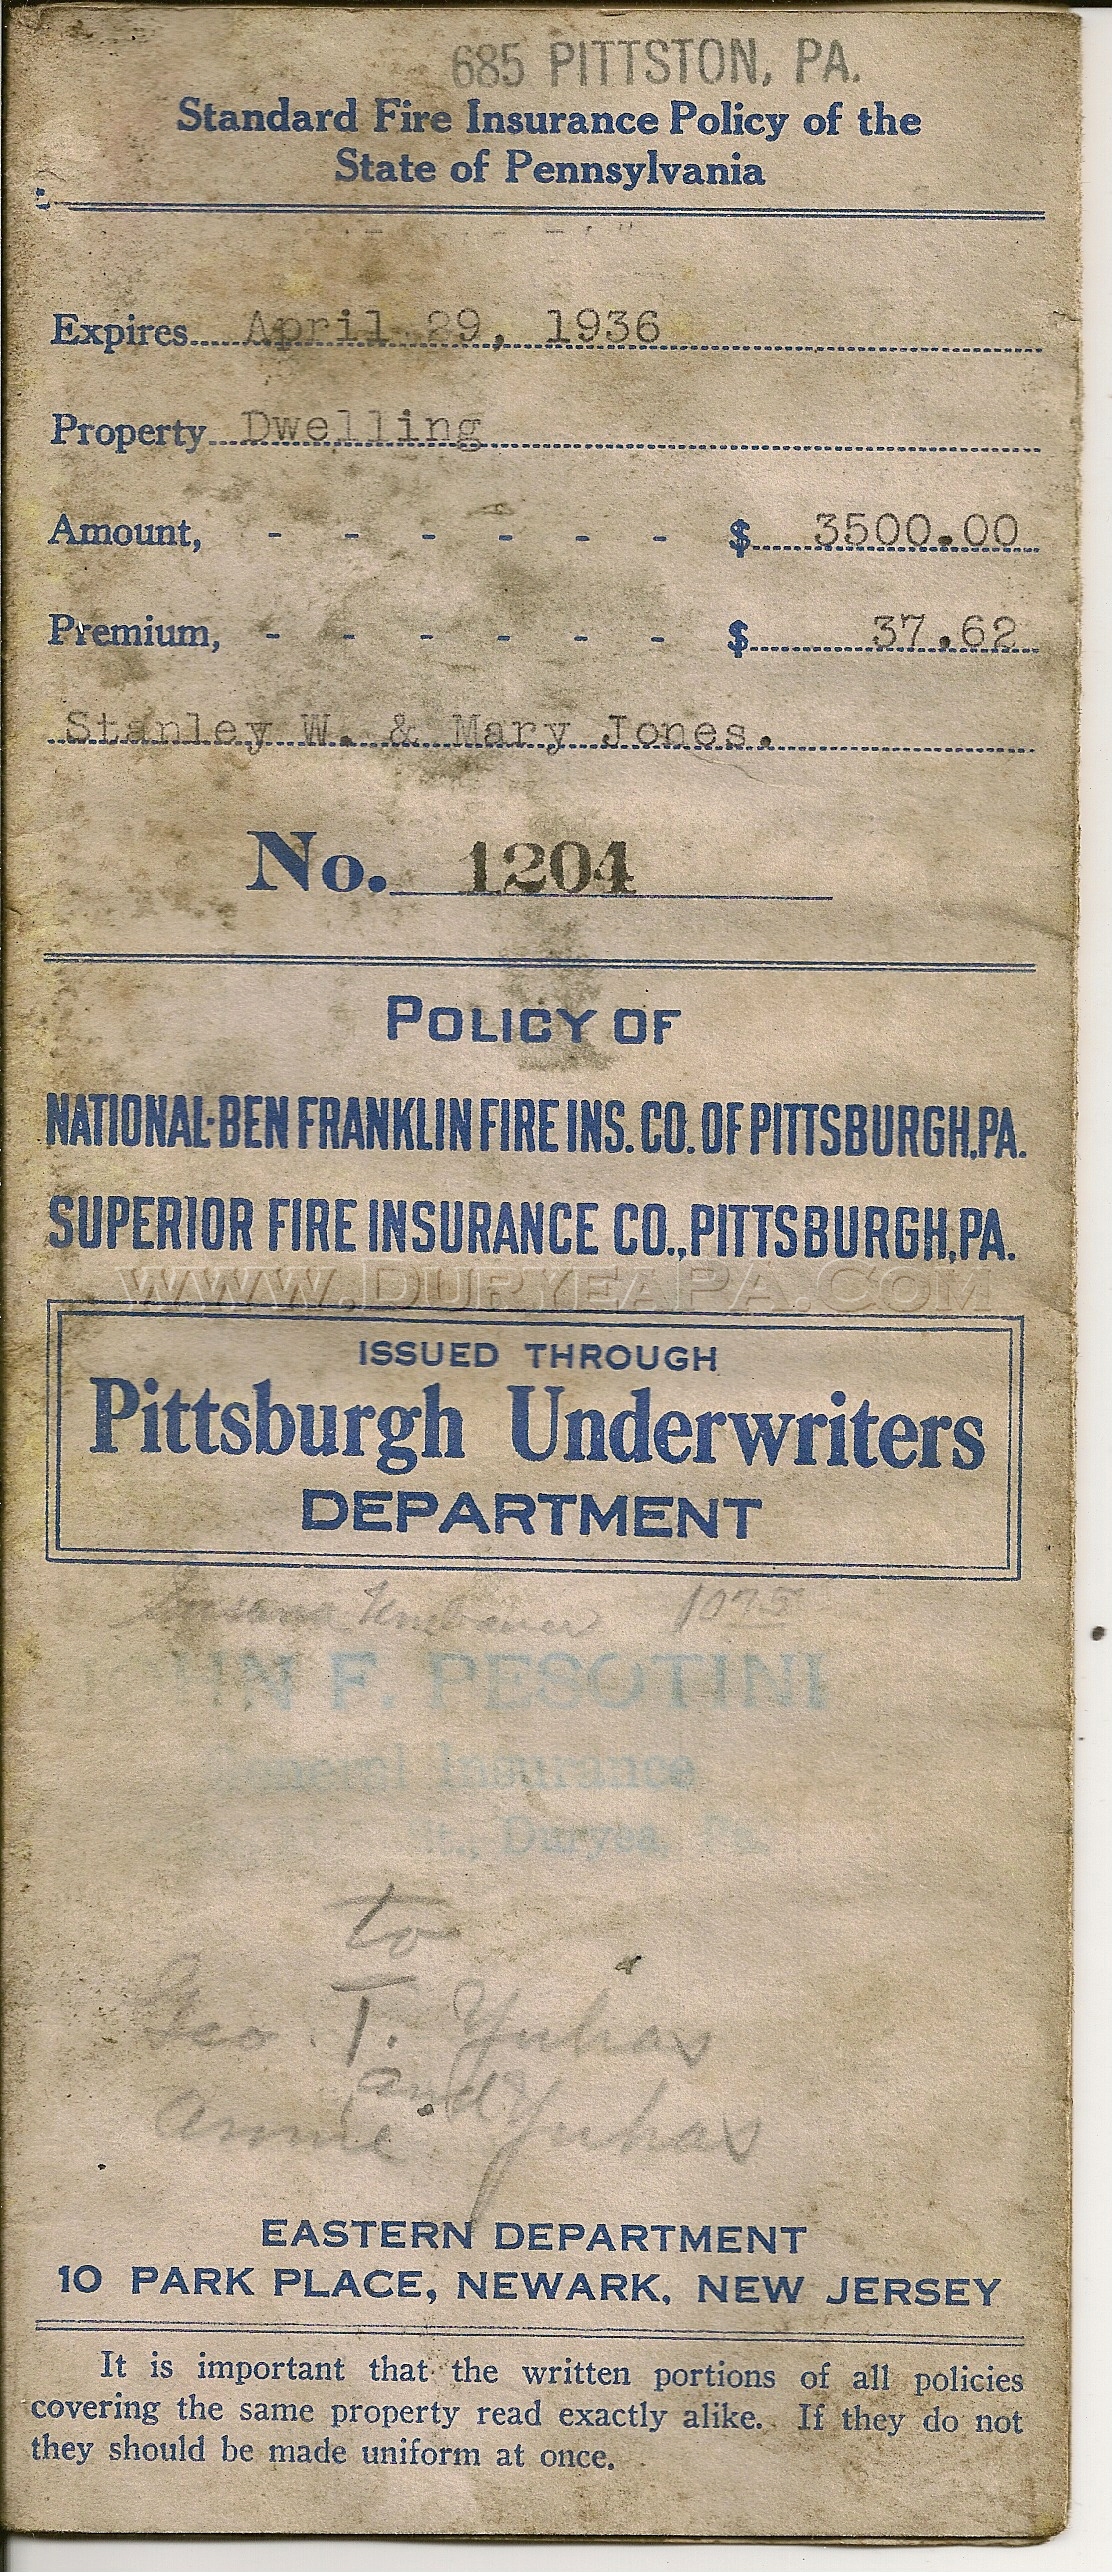 685 PITTSTON, PA.
Standard Fire Insurance Policy of the
State of Pennsylvania
Expires April 29, 1936
Property Dwelling
Amount, - - - - - - $ 3500.00
Premium, - - - - - - $ 37.62
Stanley W. & Mary Jones.
No. 1204
POLICY OF
NATIONAL-BEN FRANKLIN FIRE INS. CO. OF PITTSBURGH, PA.
SUPERIOR FIRE INSURANCE CO., PITTSBURGH, PA.
www.DuryeaPA.Com
ISSUED THROUGH
Pittsburgh Underwriters
DEPARTMENT
1075
F. PESOTINI
General Insurance
St., Duryea, Pa.
to
Geo. T. Yuhas
and
Annie Yuhas
EASTERN DEPARTMENT
10 PARK PLACE, NEWARK, NEW JERSEY
It is important that the written portions of all policies
covering the same property read exactly alike. If they do not
they should be made uniform at once.